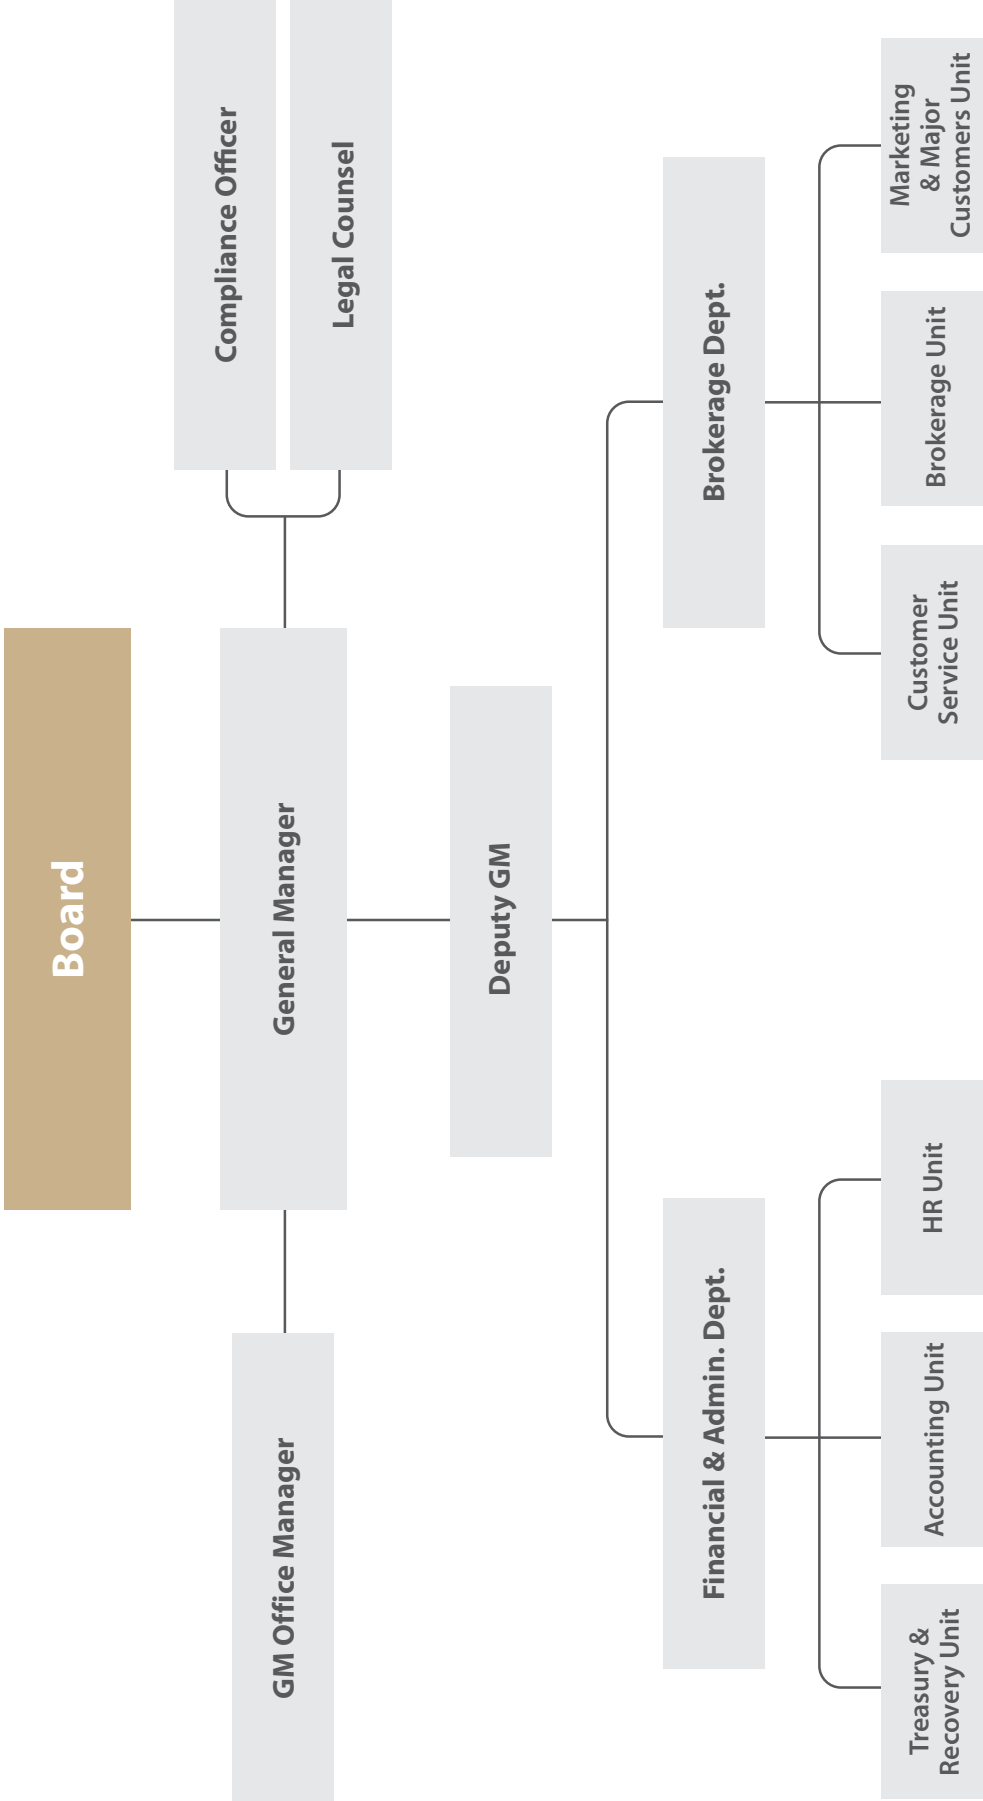 Board
GM Office Manager
General Manager
Compliance Officer
Legal Counsel
Deputy GM
Financial & Admin. Dept.
Brokerage Dept.
Treasury &
Recovery Unit
Accounting Unit
HR Unit
Customer
Service Unit
Brokerage Unit
Marketing
& Major
Customers Unit